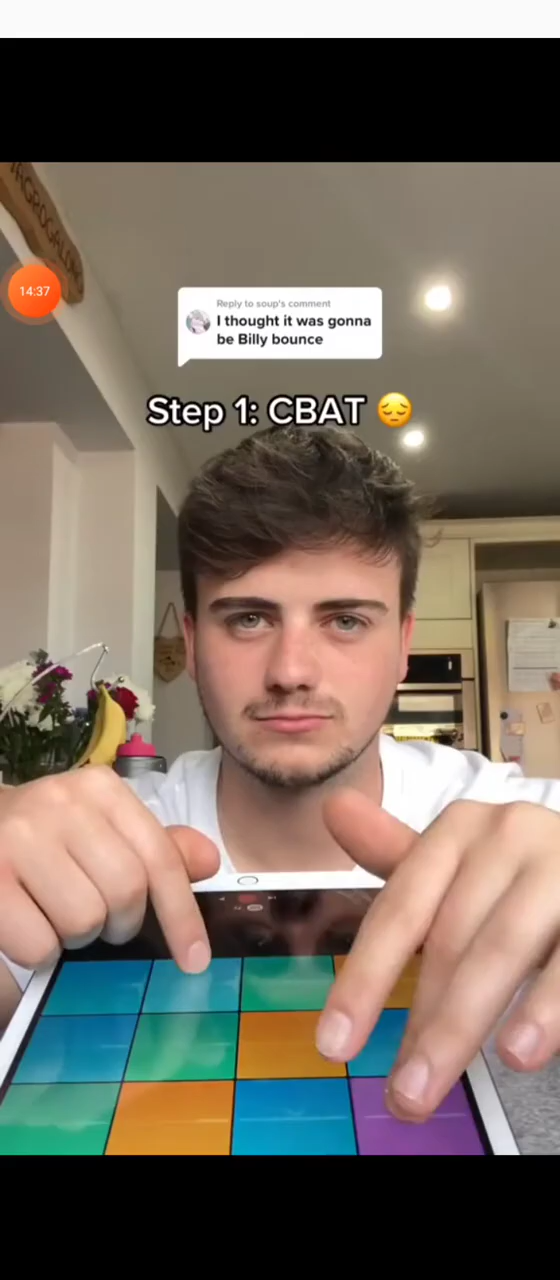 14:37
Reply to soup's comment
I thought it was gonna
be Billy bounce
Step 1: CBAT 😔